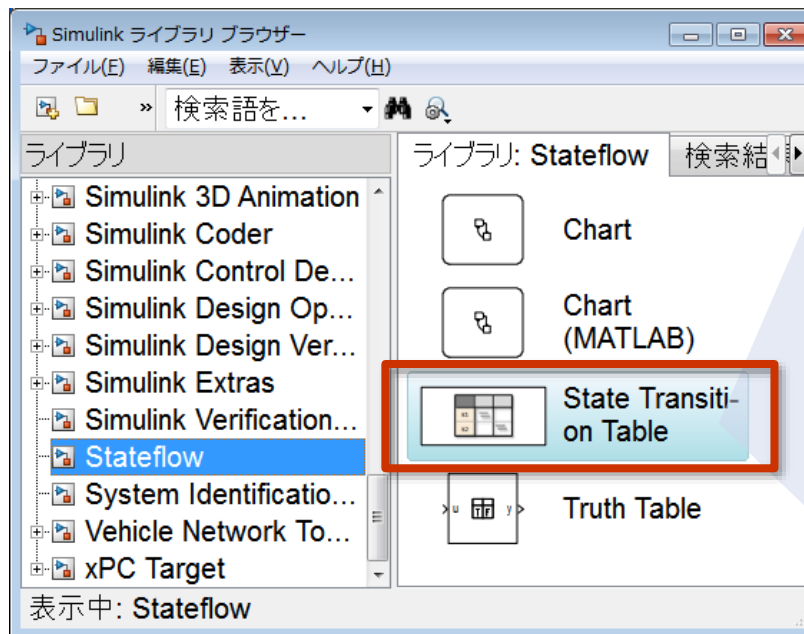 Simulink ライブラリ ブラウザー
ファイル(F) 編集(E) 表示(V) ヘルプ(H)
» 検索語を...
ライブラリ
Simulink 3D Animation
Simulink Coder
Simulink Control De...
Simulink Design Op...
Simulink Design Ver...
Simulink Extras
Simulink Verification...
Stateflow
System Identificatio...
Vehicle Network To...
xPC Target
ライブラリ: Stateflow
検索結
Chart
Chart
(MATLAB)
State Transiti-
on Table
u TF y
Truth Table
表示中: Stateflow